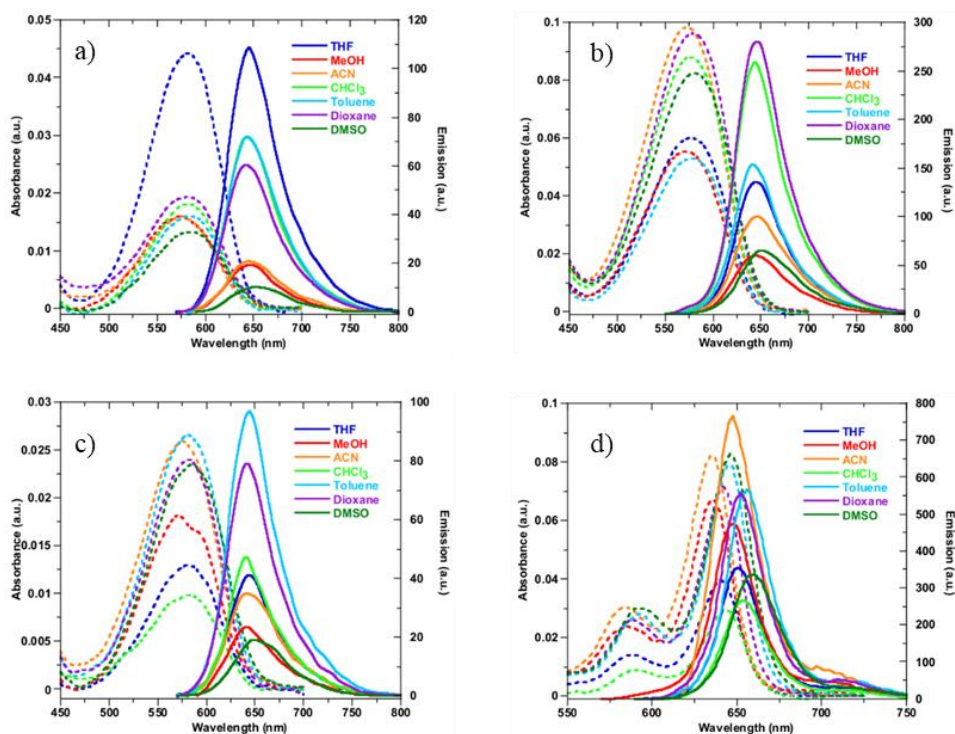 a)
0.05
0.04
0.03
0.02
0.01
0
Absorbance (a.u.)
120
100
80
60
40
20
0
Emission (a.u.)
THF
MeOH
ACN
CHCl3
Toluene
Dioxane
DMSO
450 500 550 600 650 700 750 800
Wavelength (nm)
b)
0.1
0.08
0.06
0.04
0.02
0
Absorbance (a.u.)
300
250
200
150
100
50
0
Emission (a.u.)
THF
MeOH
ACN
CHCl3
Toluene
Dioxane
DMSO
450 500 550 600 650 700 750 800
Wavelength (nm)
c)
0.03
0.025
0.02
0.015
0.01
0.005
0
Absorbance (a.u.)
100
80
60
40
20
0
Emission (a.u.)
THF
MeOH
ACN
CHCl3
Toluene
Dioxane
DMSO
450 500 550 600 650 700 750 800
Wavelength (nm)
d)
0.1
0.08
0.06
0.04
0.02
0
Absorbance (a.u.)
800
700
600
500
400
300
200
100
0
Emission (a.u.)
THF
MeOH
ACN
CHCl3
Toluene
Dioxane
DMSO
550 600 650 750 750
Wavelength (nm)